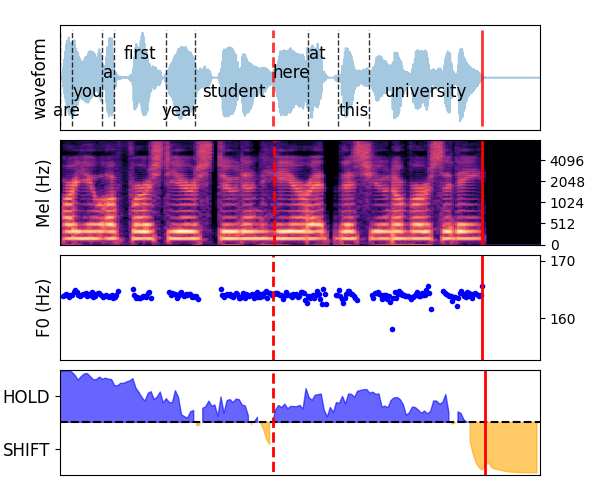 waveform
are
you
a
first
year
student
here
at
this
university
Mel (Hz)
4096
2048
1024
512
0
F0 (Hz)
170
160
HOLD
SHIFT